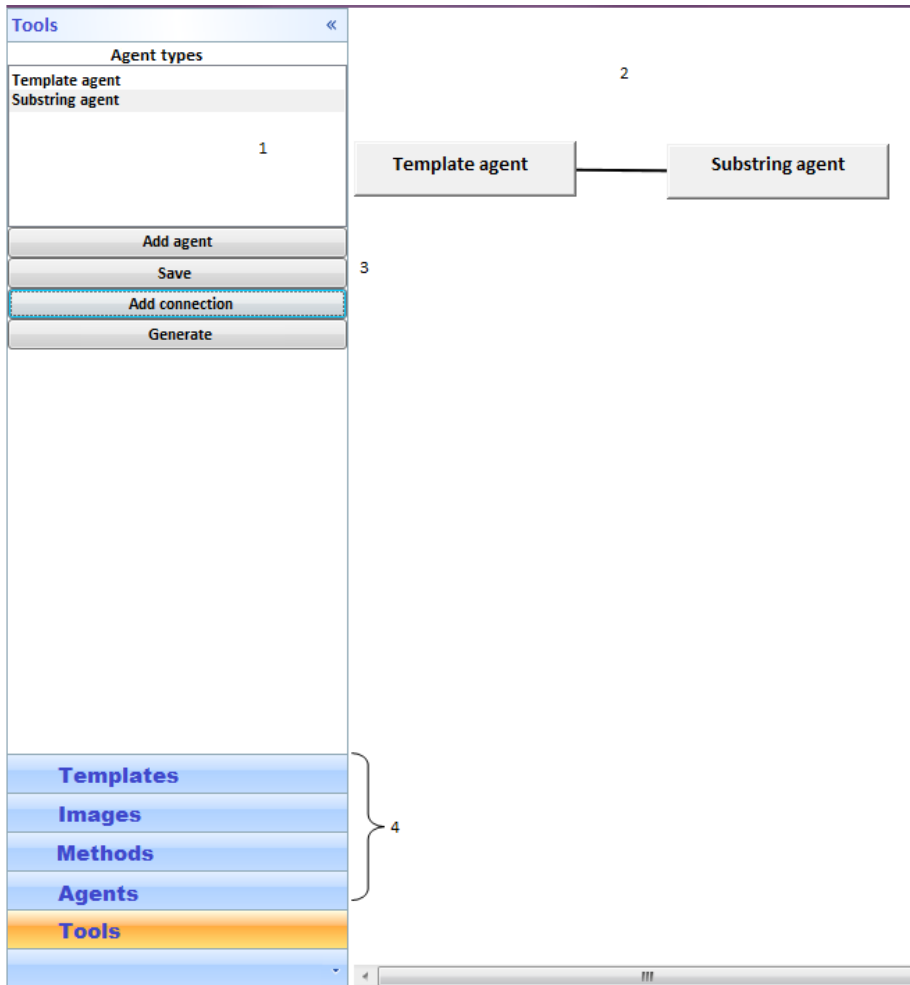 Tools «
Agent types
Template agent
Substring agent
1
2
Template agent
Substring agent
Add agent
Save
3
Add connection
Generate
Templates
Images
4
Methods
Agents
Tools